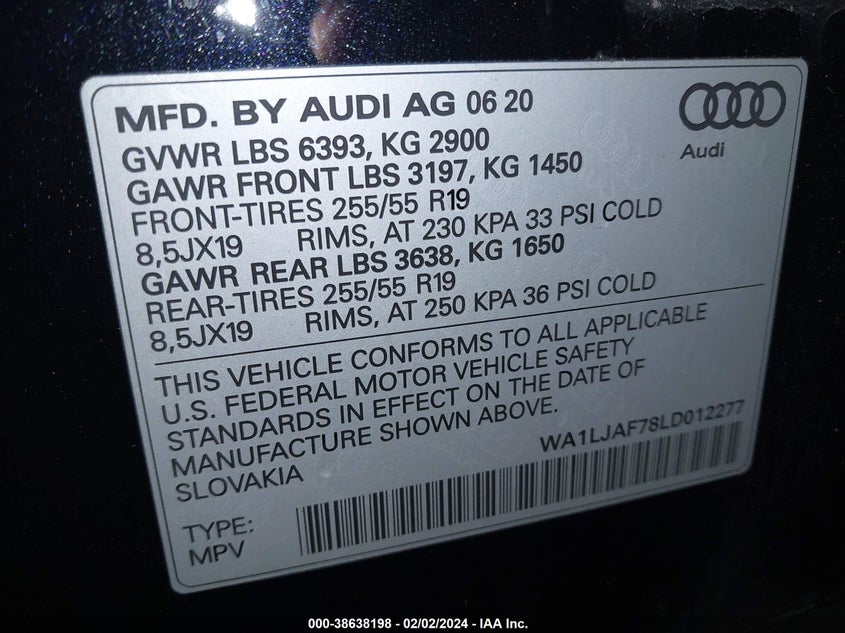 MFD. BY AUDI AG 06 20
Audi
GVWR LBS 6393, KG 2900
GAWR FRONT LBS 3197, KG 1450
FRONT-TIRES 255/55 R19
8,5JX19 RIMS, AT 230 KPA 33 PSI COLD
GAWR REAR LBS 3638, KG 1650
REAR-TIRES 255/55 R19
8,5JX19 RIMS, AT 250 KPA 36 PSI COLD
THIS VEHICLE CONFORMS TO ALL APPLICABLE
U.S. FEDERAL MOTOR VEHICLE SAFETY
STANDARDS IN EFFECT ON THE DATE OF
MANUFACTURE SHOWN ABOVE.
SLOVAKIA
WA1LJAF78LD012277
TYPE:
MPV
000-38638198 - 02/02/2024 - IAA Inc.